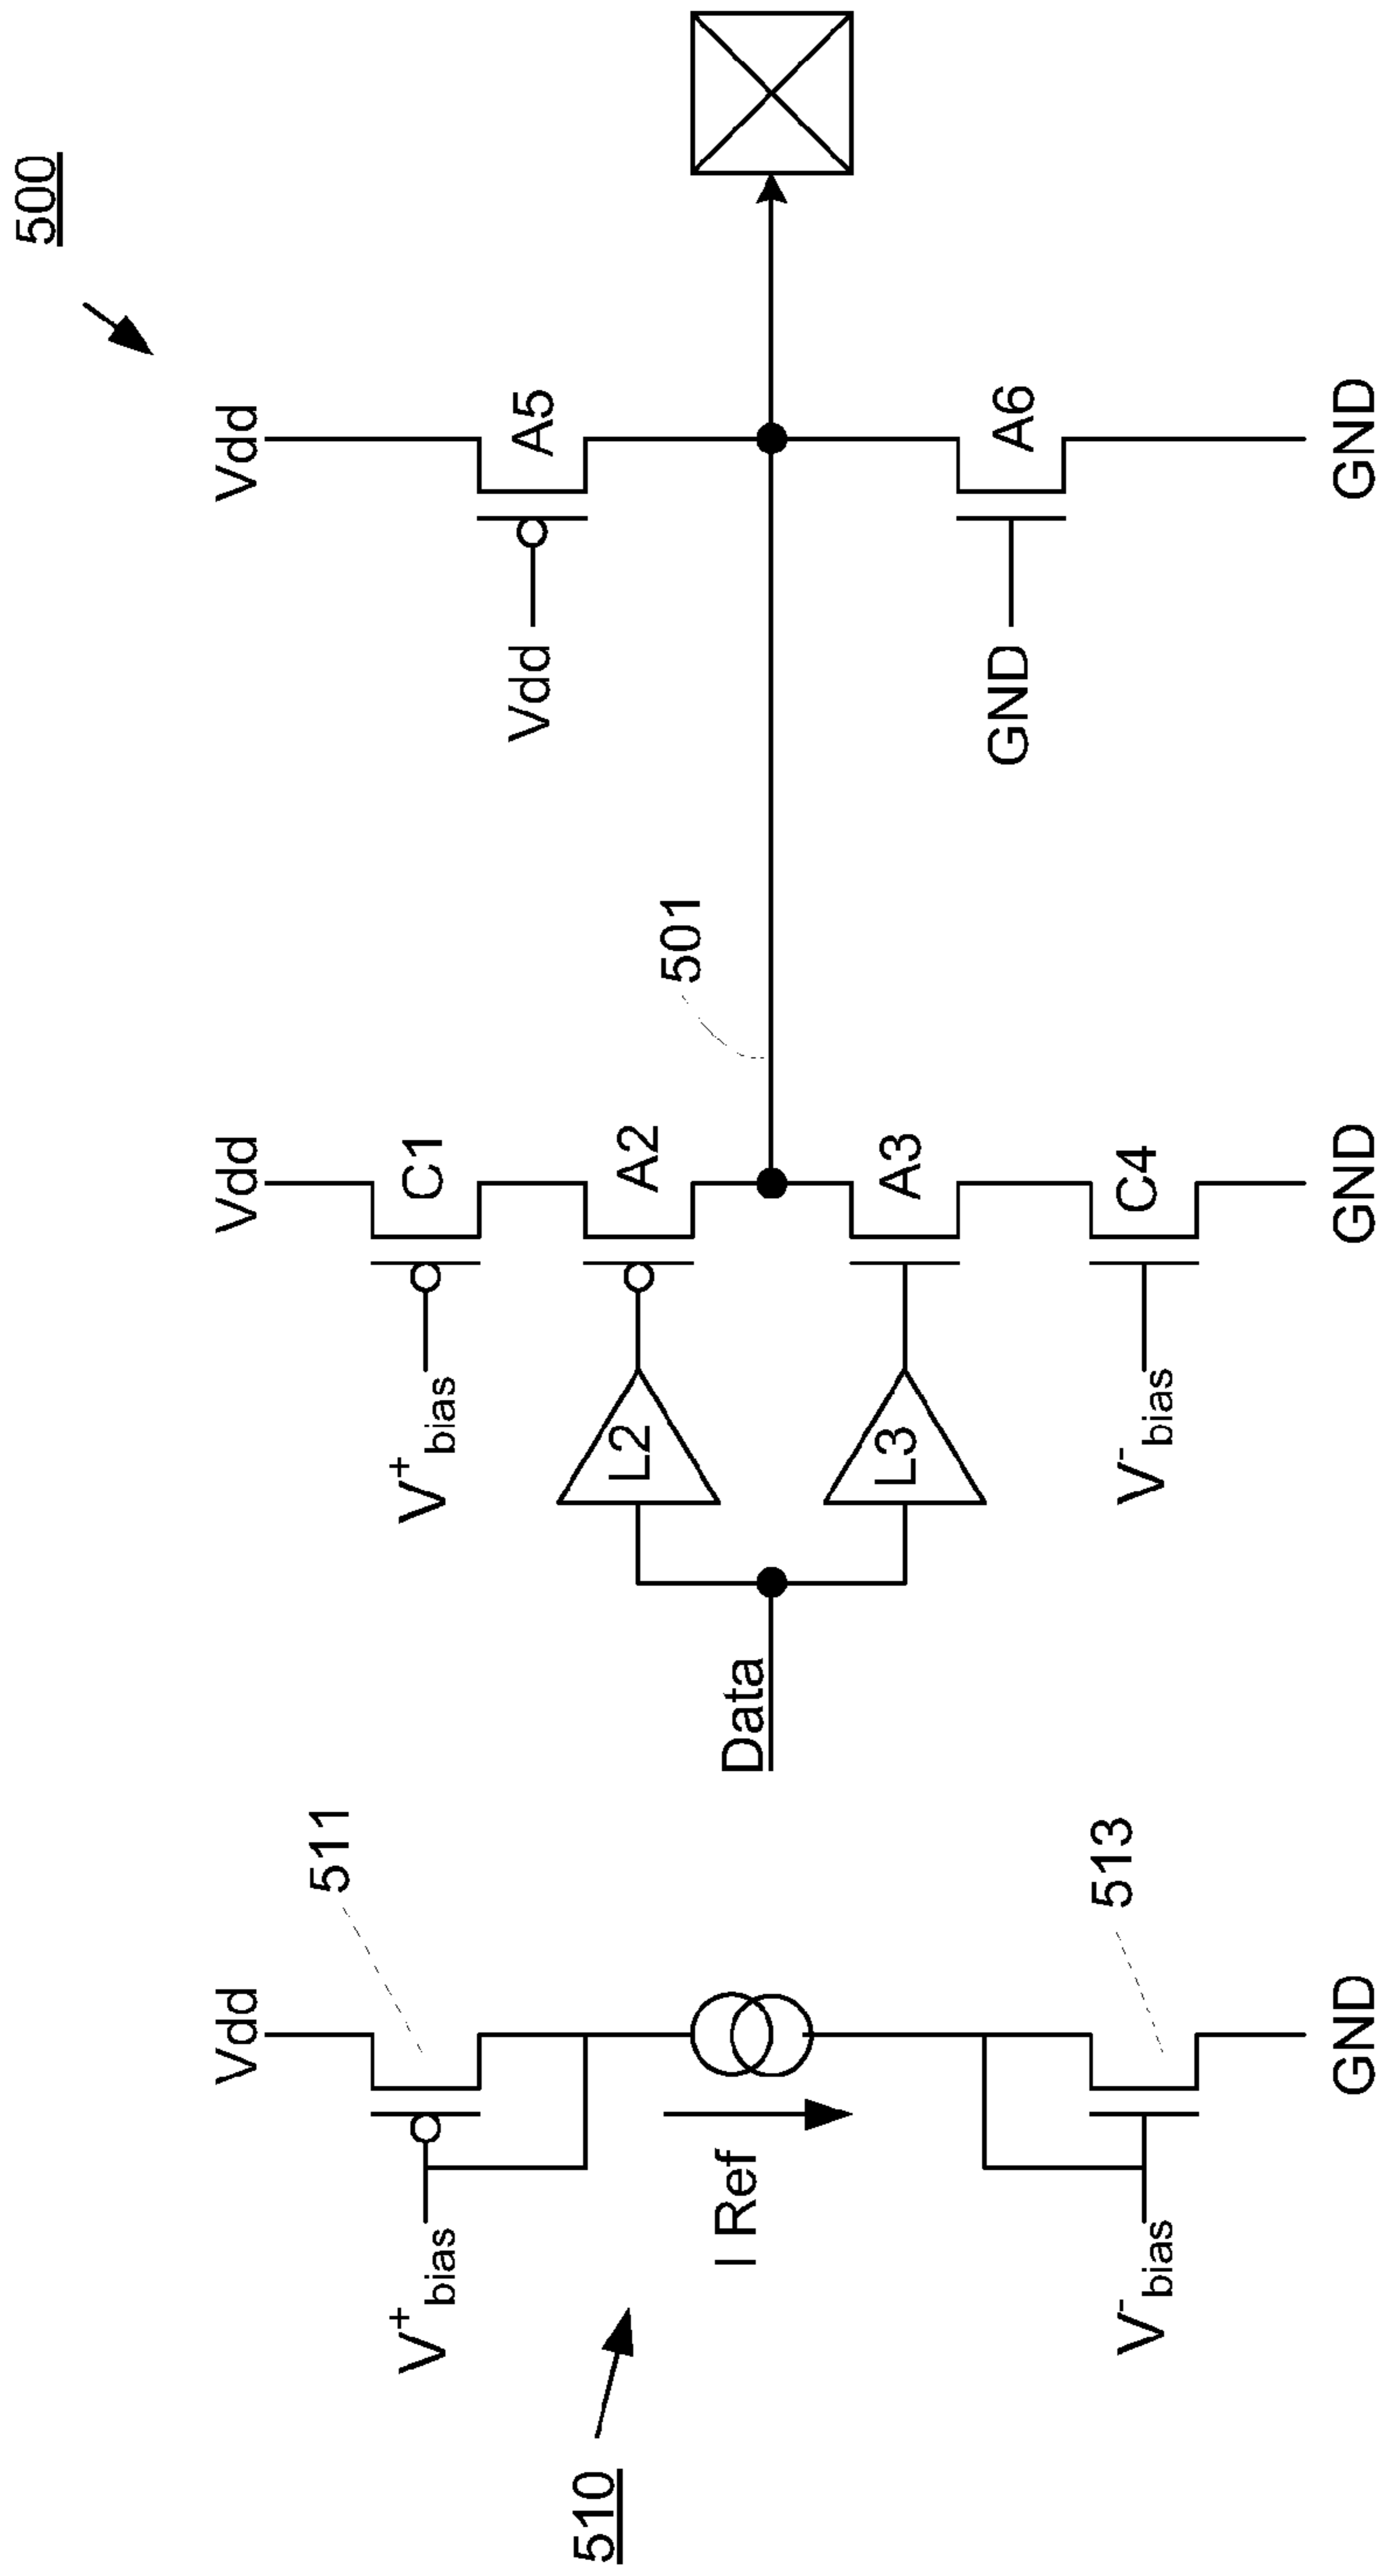 500
Vdd
Vdd
Vdd
511
C1
A5
V+bias
V+bias
L2
A2
Vdd
501
I Ref
Data
510
L3
A3
GND
A6
513
C4
V-bias
V-bias
GND
GND
GND